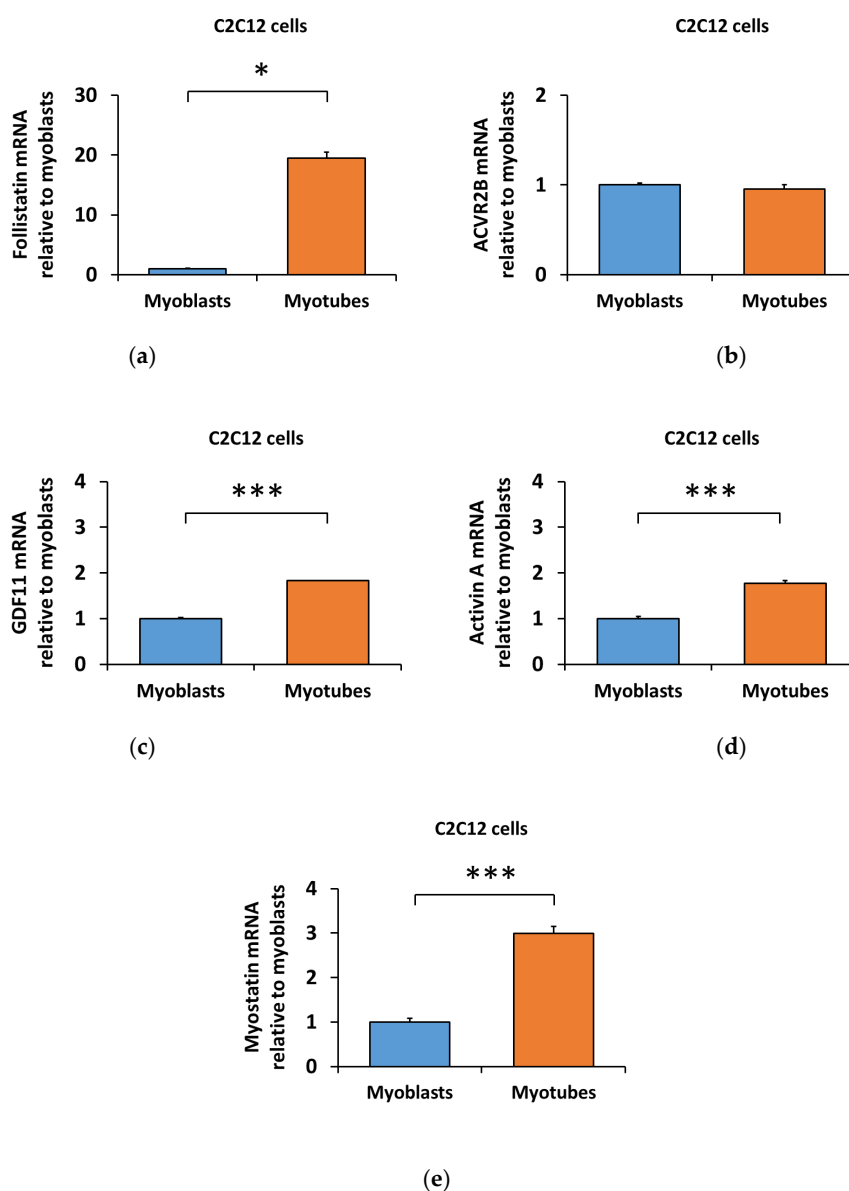 C2C12 cells
*
Follistatin mRNA
relative to myoblasts
30
20
10
0
Myoblasts Myotubes
(a)
C2C12 cells
ACVR2B mRNA
relative to myoblasts
2
1
0
Myoblasts Myotubes
(b)
C2C12 cells
***
GDF11 mRNA
relative to myoblasts
4
3
2
1
0
Myoblasts Myotubes
(c)
C2C12 cells
***
Activin A mRNA
relative to myoblasts
4
3
2
1
0
Myoblasts Myotubes
(d)
C2C12 cells
***
Myostatin mRNA
relative to myoblasts
4
3
2
1
0
Myoblasts Myotubes
(e)